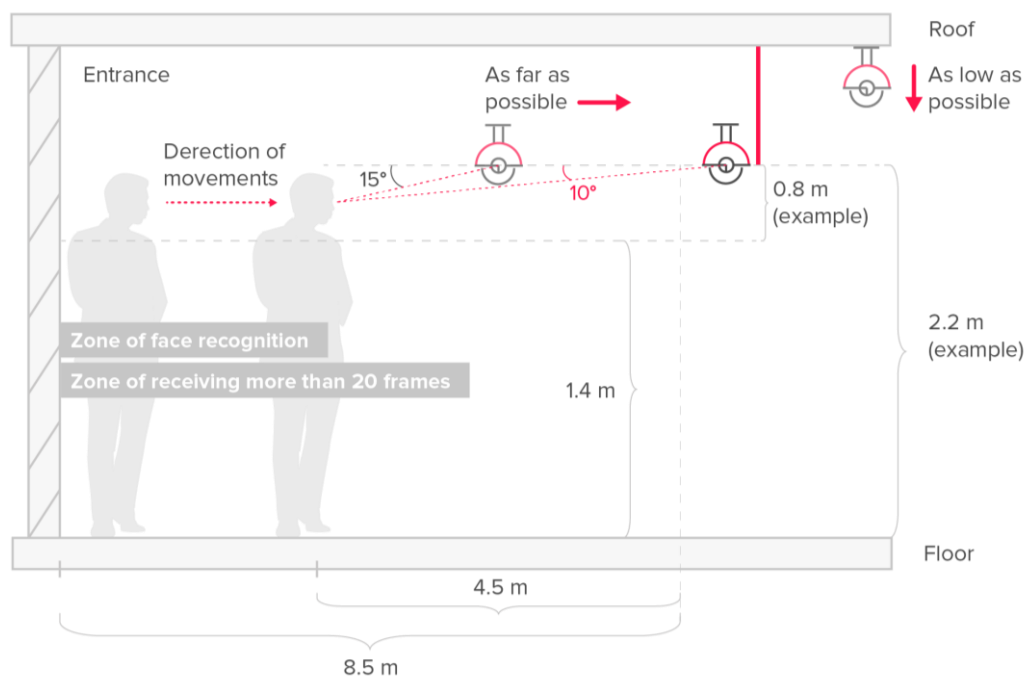 Roof
Entrance
As far as
possible
As low as
possible
Derection of
movements
15°
10°
0.8 m
(example)
Zone of face recognition
Zone of receiving more than 20 frames
2.2 m
(example)
1.4 m
Floor
4.5 m
8.5 m